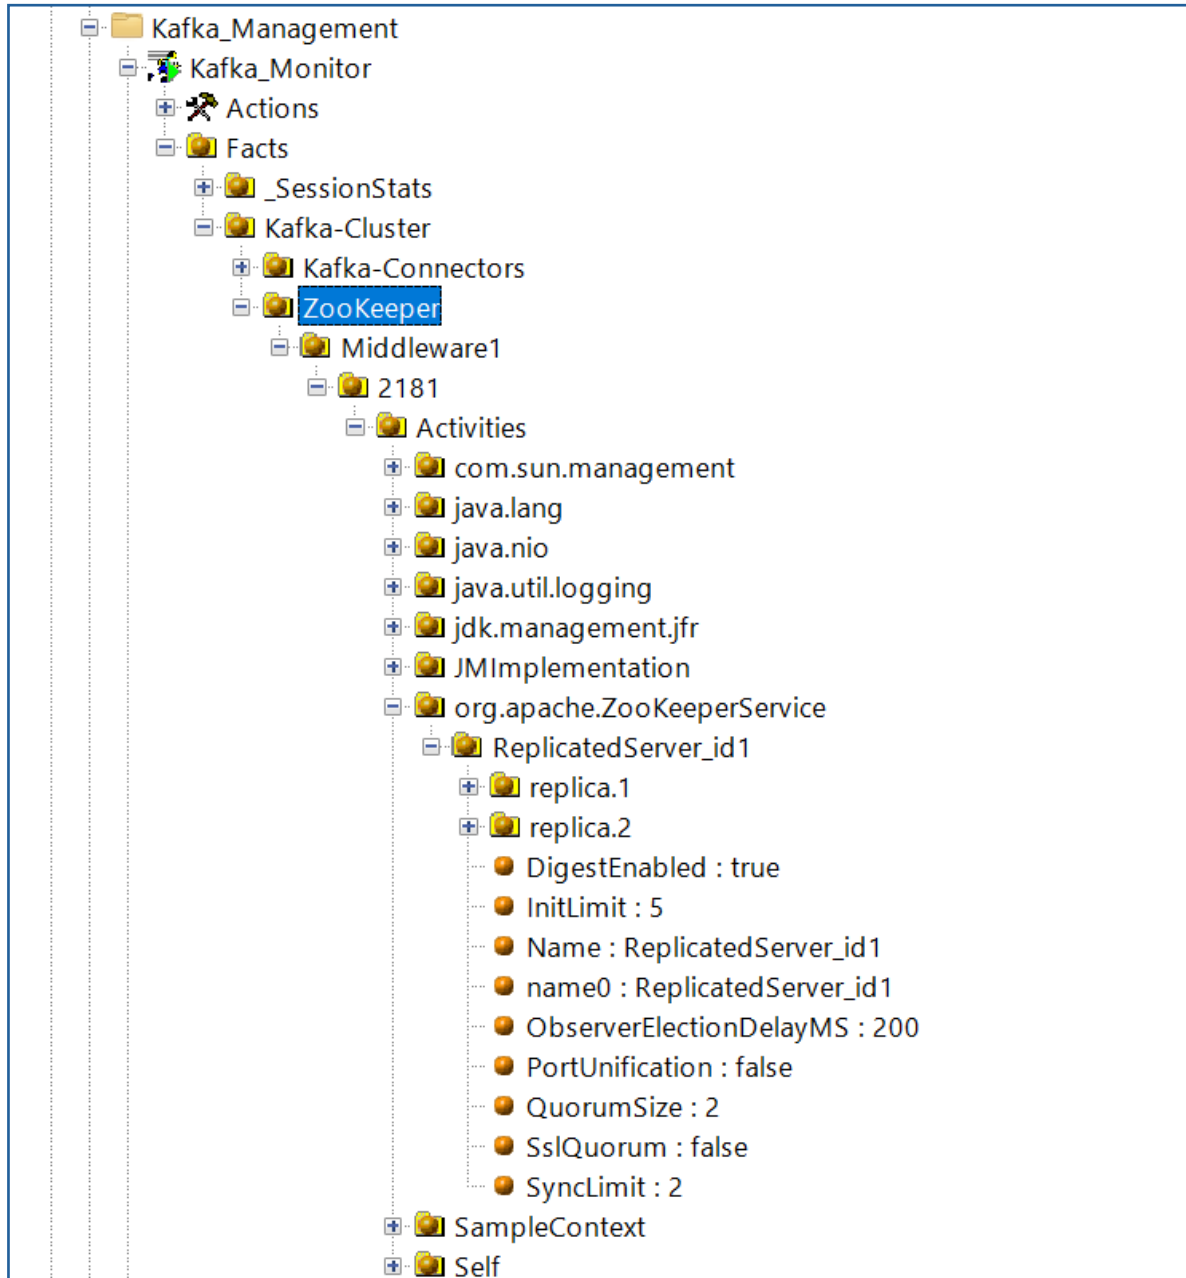 Kafka_Management
Kafka_Monitor
Actions
Facts
_SessionStats
Kafka-Cluster
Kafka-Connectors
ZooKeeper
Middleware1
2181
Activities
com.sun.management
java.lang
java.nio
java.util.logging
jdk.management.jfr
JMImplementation
org.apache.ZooKeeperService
ReplicatedServer_id1
replica.1
replica.2
DigestEnabled : true
InitLimit : 5
Name : ReplicatedServer_id1
name0 : ReplicatedServer_id1
ObserverElectionDelayMS : 200
PortUnification : false
QuorumSize : 2
SslQuorum : false
SyncLimit : 2
SampleContext
Self